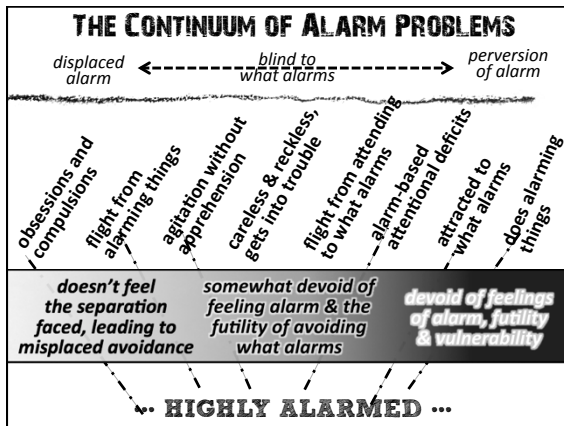 THE CONTINUUM OF ALARM PROBLEMS
displaced
alarm
blind to
what alarms
perversion
of alarm
obsessions and
compulsions
flight from
alarming things
agitation without
apprehension
careless & reckless,
gets into trouble
flight from attending
to what alarms
alarm-based
attentional deficits
attracted to
what alarms
does alarming
things
doesn't feel
the separation
faced, leading to
misplaced avoidance
somewhat devoid of
feeling alarm & the
futility of avoiding
what alarms
devoid of feelings
of alarm, futility
& vulnerability
... HIGHLY ALARMED ...